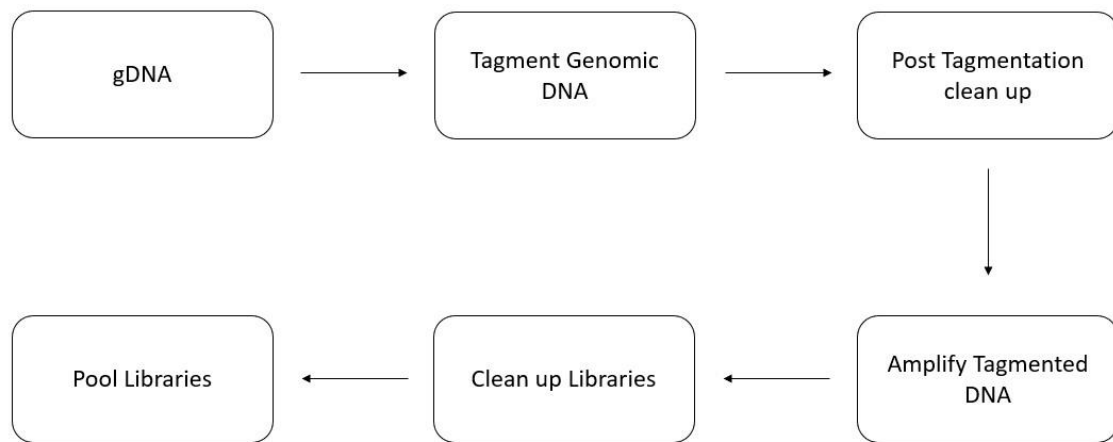 gDNA
Tagment Genomic
DNA
Post Tagmentation
clean up
Amplify Tagmented
DNA
Clean up Libraries
Pool Libraries